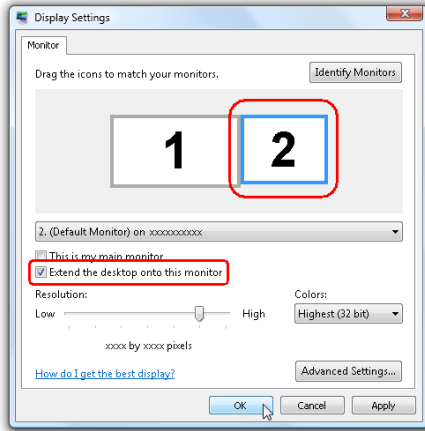 Display Settings
Monitor
Drag the icons to match your monitors.
Identify Monitors
1
2
2. (Default Monitor) on xxxxxxxxxx
This is my main monitor
Extend the desktop onto this monitor
Resolution:
Colors:
Low
High
Highest (32 bit)
xxxx by xxxx pixels
How do I get the best display?
Advanced Settings...
OK
Cancel
Apply